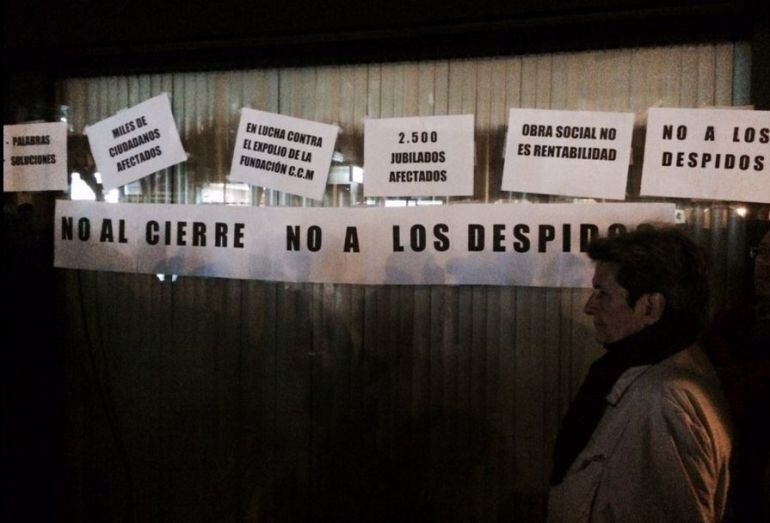 - PALABRAS
- SOLUCIONES
MILES DE
CIUDADANOS
AFECTADOS
EN LUCHA CONTRA
EL EXPOLIO DE LA
FUNDACIÓN C.C.M
2.500
JUBILADOS
AFECTADOS
OBRA SOCIAL NO
ES RENTABILIDAD
NO A LOS
DESPIDOS
NO AL CIERRE NO A LOS DESPIDOS